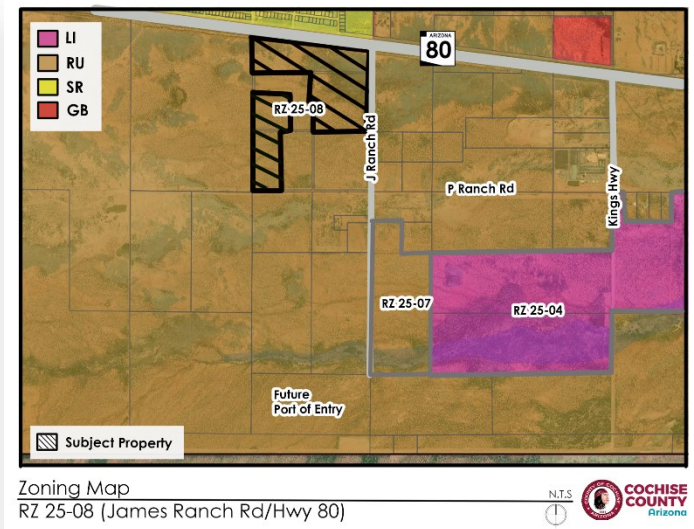 LI
RU
SR
GB
ARIZONA
80
RZ 25-08
J Ranch Rd
P Ranch Rd
Kings Hwy
RZ 25-07
RZ 25-04
Future
Port of Entry
Subject Property
Zoning Map
RZ 25-08 (James Ranch Rd/Hwy 80)
N.T.S
COCHISE
COUNTY
Arizona